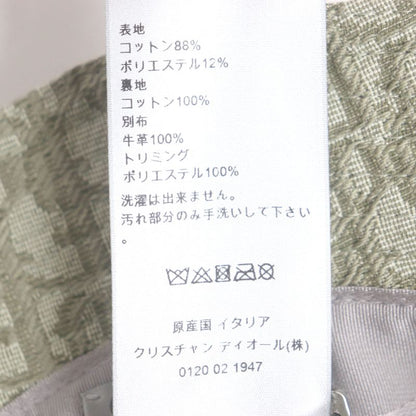 表地
コットン88%
ポリエステル12%
裏地
コットン100%
別布
牛革100%
トリミング
ポリエステル100%
洗濯は出来ません。
汚れ部分のみ手洗いして下さい
。
原産国 イタリア
クリスチャン ディオール(株)
0120 02 1947